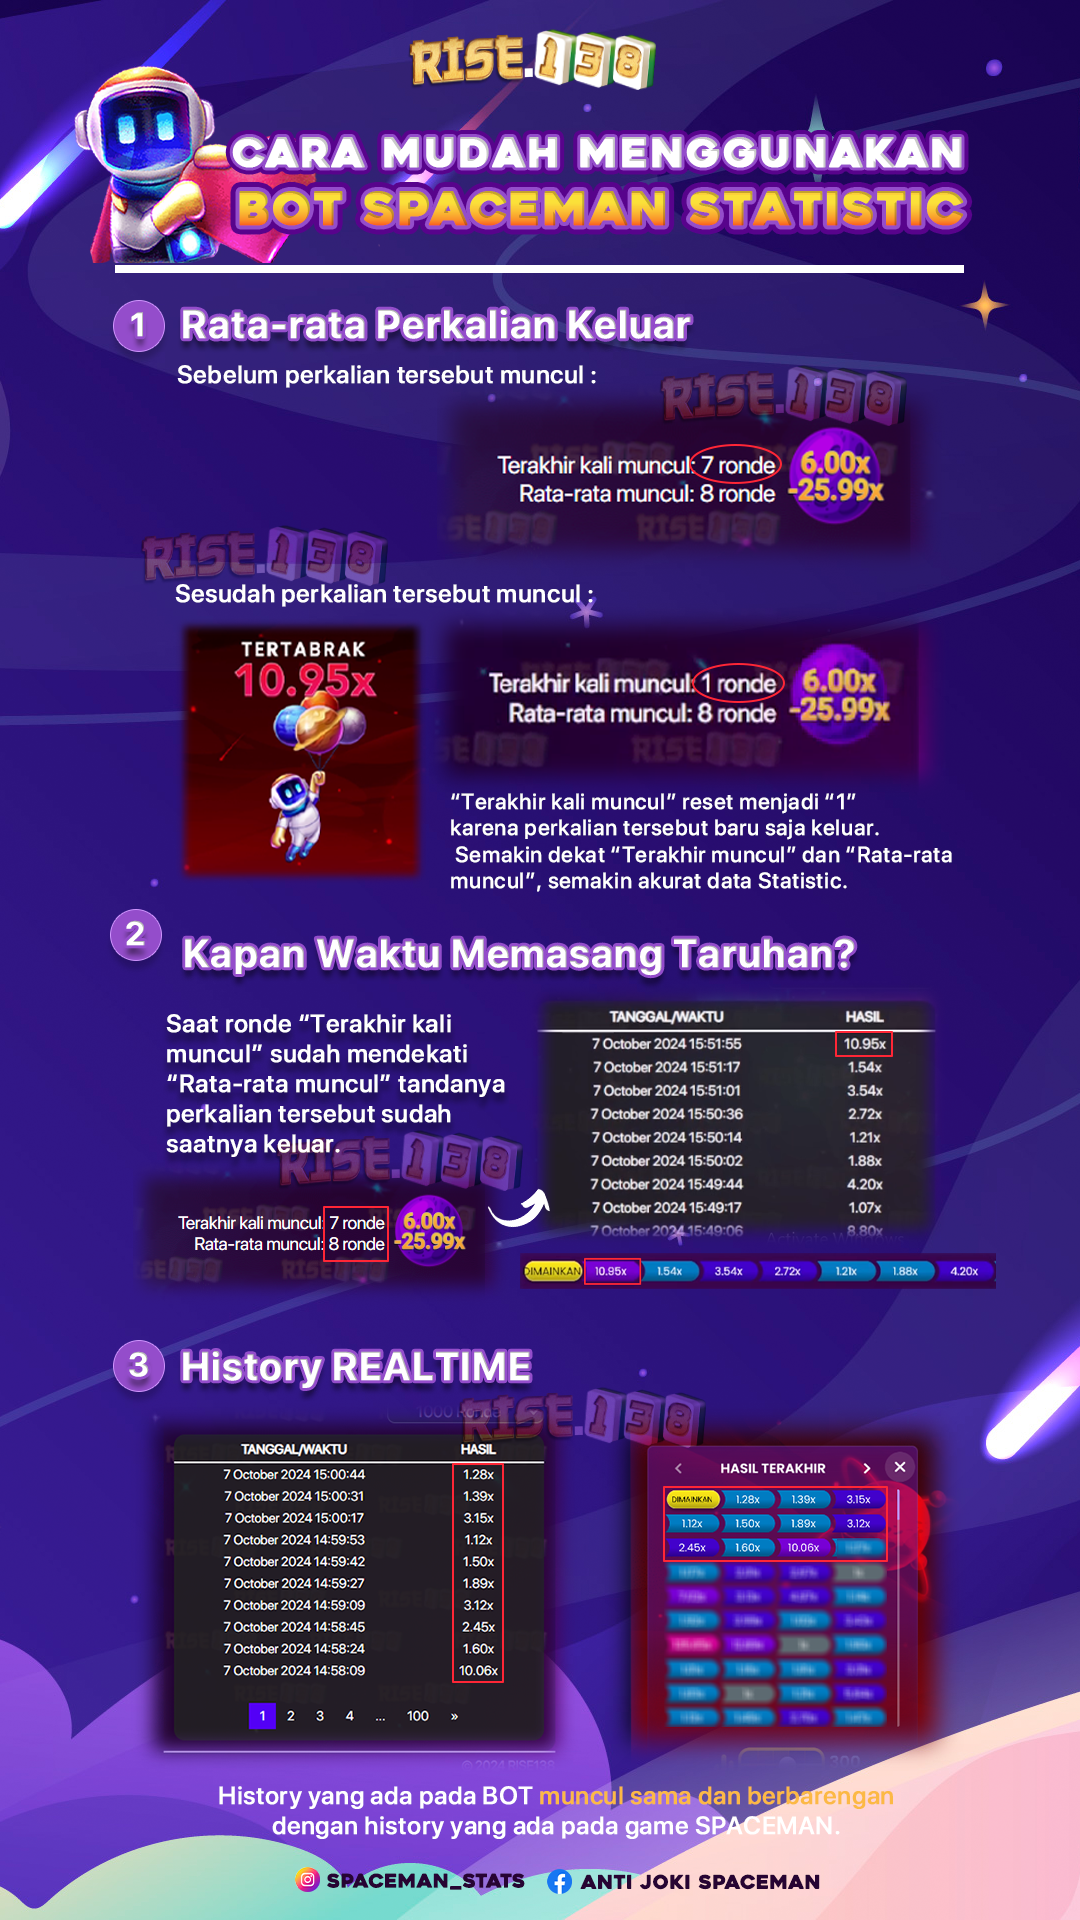 RISE.138
CARA MUDAH MENGGUNAKAN
BOT SPACEMAN STATISTIC
1
Rata-rata Perkalian Keluar
Sebelum perkalian tersebut muncul :
RISE.138
Terakhir kali muncul: 7 ronde
6.00x
Rata-rata muncul: 8 ronde
-25.99x
RISE.138
Sesudah perkalian tersebut muncul :
TERTABRAK
10.95x
Terakhir kali muncul: 1 ronde
6.00x
Rata-rata muncul: 8 ronde
-25.99x
“Terakhir kali muncul” reset menjadi “1”
karena perkalian tersebut baru saja keluar.
Semakin dekat “Terakhir muncul” dan “Rata-rata
muncul”, semakin akurat data Statistic.
2
Kapan Waktu Memasang Taruhan?
Saat ronde “Terakhir kali
muncul” sudah mendekati
“Rata-rata muncul” tandanya
perkalian tersebut sudah
saatnya keluar.
RISE.138
Terakhir kali muncul: 7 ronde
6.00x
Rata-rata muncul: 8 ronde
-25.99x
TANGGAL/WAKTU HASIL
7 October 2024 15:51:55 10.95x
7 October 2024 15:51:17 1.54x
7 October 2024 15:51:01 3.54x
7 October 2024 15:50:36 2.72x
7 October 2024 15:50:14 1.21x
7 October 2024 15:50:02 1.88x
7 October 2024 15:49:44 4.20x
7 October 2024 15:49:17 1.07x
7 October 2024 15:49:06 8.80x
DIMAINKAN 10.95x 1.54x 3.54x 2.72x 1.21x 1.88x 4.20x
3
History REALTIME
RISE.138
TANGGAL/WAKTU HASIL
7 October 2024 15:00:44 1.28x
7 October 2024 15:00:31 1.39x
7 October 2024 15:00:17 3.15x
7 October 2024 14:59:53 1.12x
7 October 2024 14:59:42 1.50x
7 October 2024 14:59:27 1.89x
7 October 2024 14:59:09 3.12x
7 October 2024 14:58:45 2.45x
7 October 2024 14:58:24 1.60x
7 October 2024 14:58:09 10.06x
1 2 3 4 ... 100 »
© 2024 RISE138
< HASIL TERAKHIR > ✕
DIMAINKAN 1.28x 1.39x 3.15x
1.12x 1.50x 1.89x 3.12x
2.45x 1.60x 10.06x
300
History yang ada pada BOT muncul sama dan berbarengan
dengan history yang ada pada game SPACEMAN.
SPACEMAN_STATS ANTI JOKI SPACEMAN